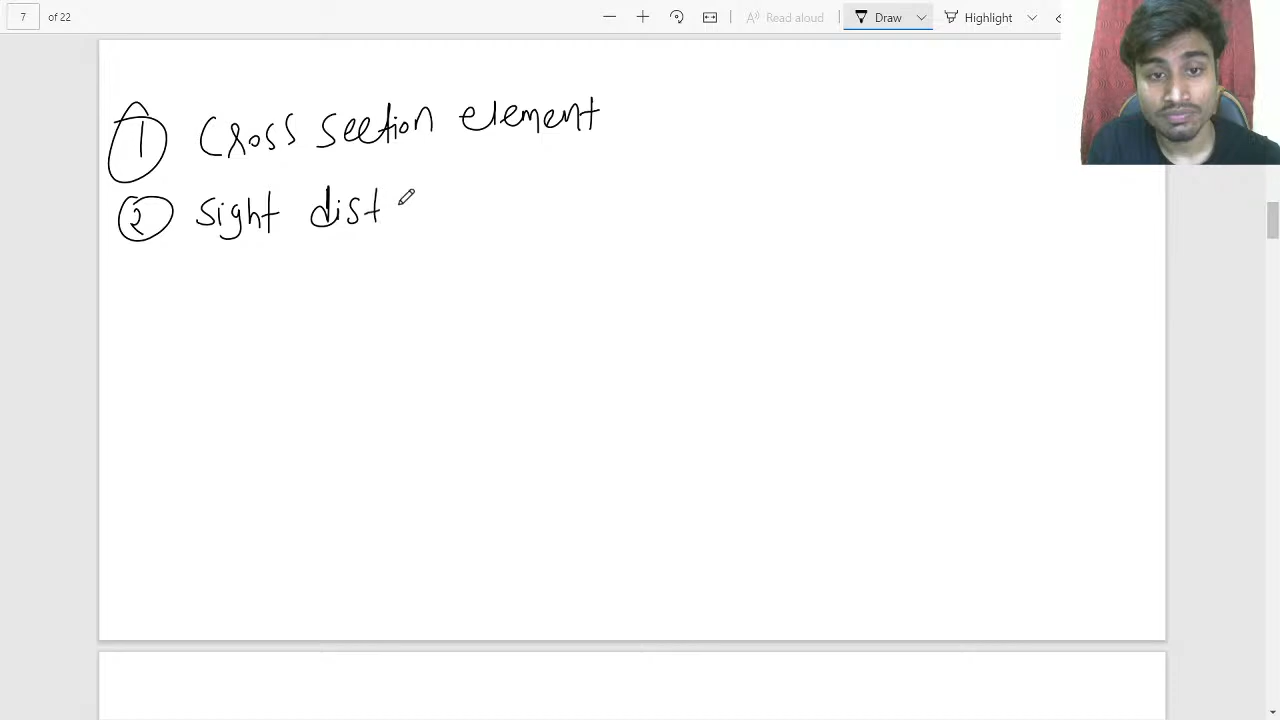 7 of 22 Read aloud Draw Highlight
1 Cross section element
2 Sight dist